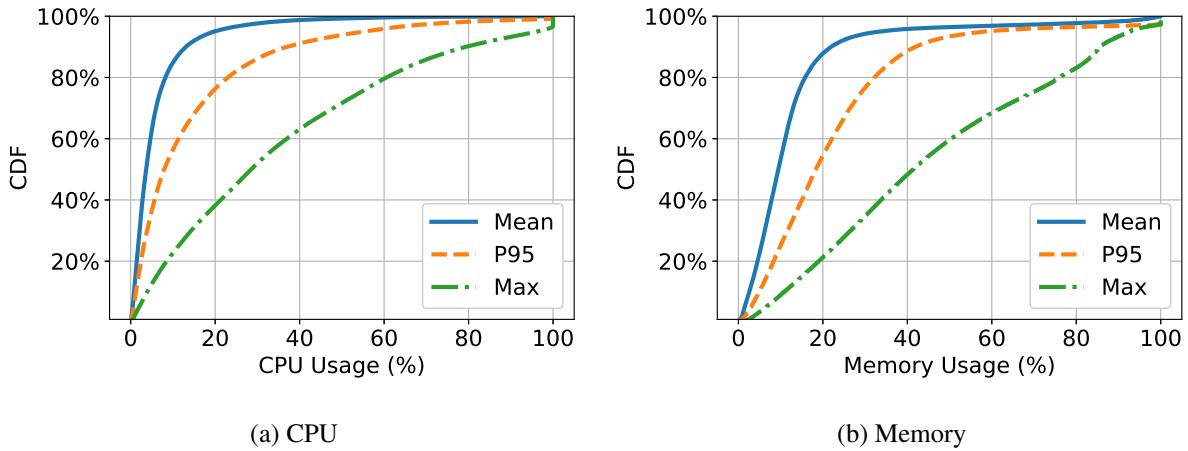 100%
80%
60%
40%
20%
CDF
0 20 40 60 80 100
CPU Usage (%)
Mean
P95
Max
(a) CPU
100%
80%
60%
40%
20%
CDF
0 20 40 60 80 100
Memory Usage (%)
Mean
P95
Max
(b) Memory